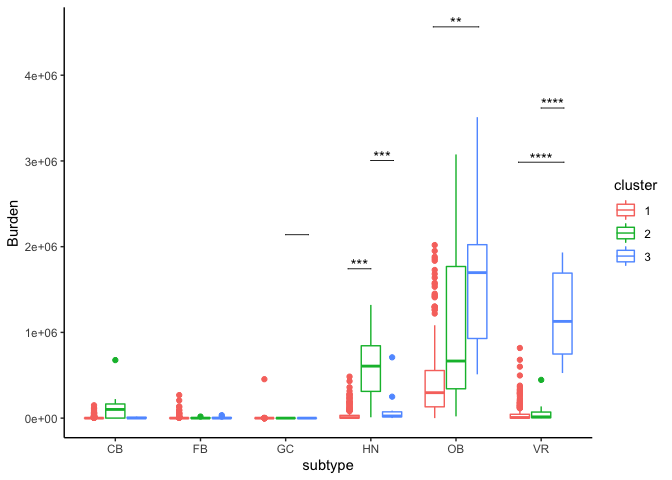 **
4e+06
****
cluster
1
2
3
***
3e+06
****
Burden
2e+06
***
1e+06
0e+00
CB FB GC HN OB VR
subtype